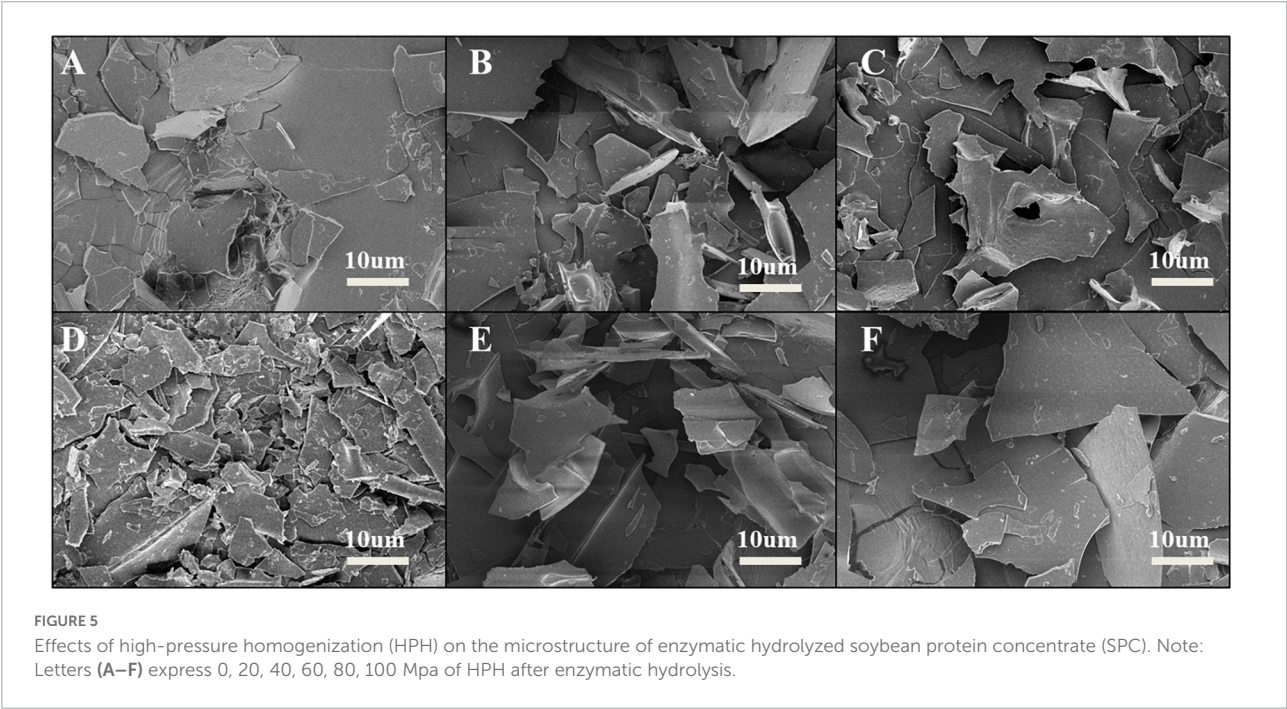 A
B
C
10um
10um
10um
D
E
F
10um
10um
10um
FIGURE 5
Effects of high-pressure homogenization (HPH) on the microstructure of enzymatic hydrolyzed soybean protein concentrate (SPC). Note:
Letters (A–F) express 0, 20, 40, 60, 80, 100 Mpa of HPH after enzymatic hydrolysis.